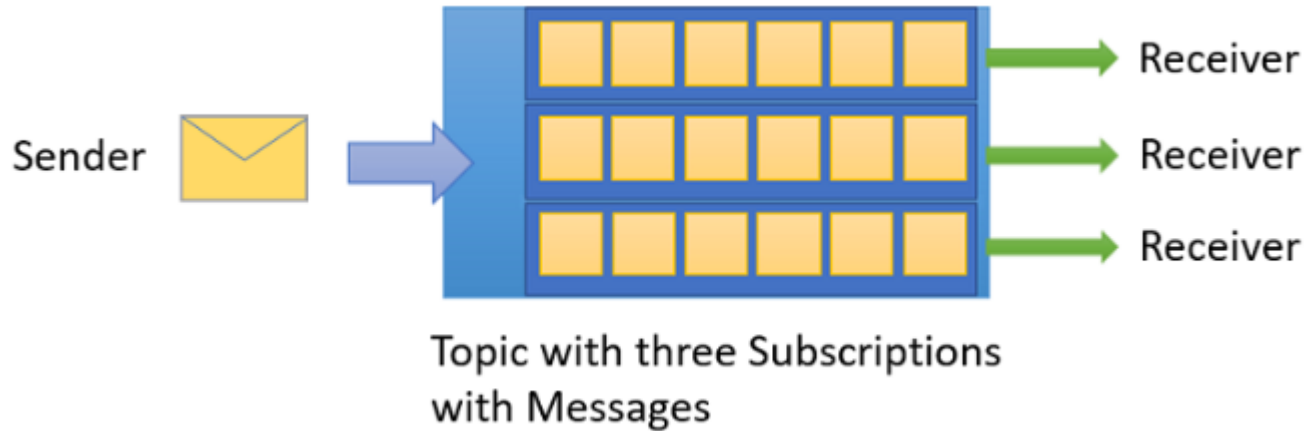 Sender
Receiver
Receiver
Receiver
Topic with three Subscriptions
with Messages